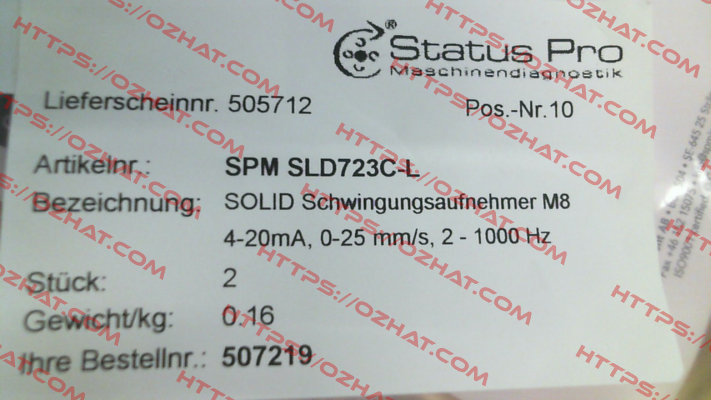 Status Pro®
Maschinendiagnostik
Lieferscheinnr. 505712 Pos.-Nr.10
Artikelnr.: SPM SLD723C-L
Bezeichnung: SOLID Schwingungsaufnehmer M8
4-20mA, 0-25 mm/s, 2 - 1000 Hz
Stück: 2
Gewicht/kg: 0.16
Ihre Bestellnr.: 507219
HTTPS://OZHAT.COM